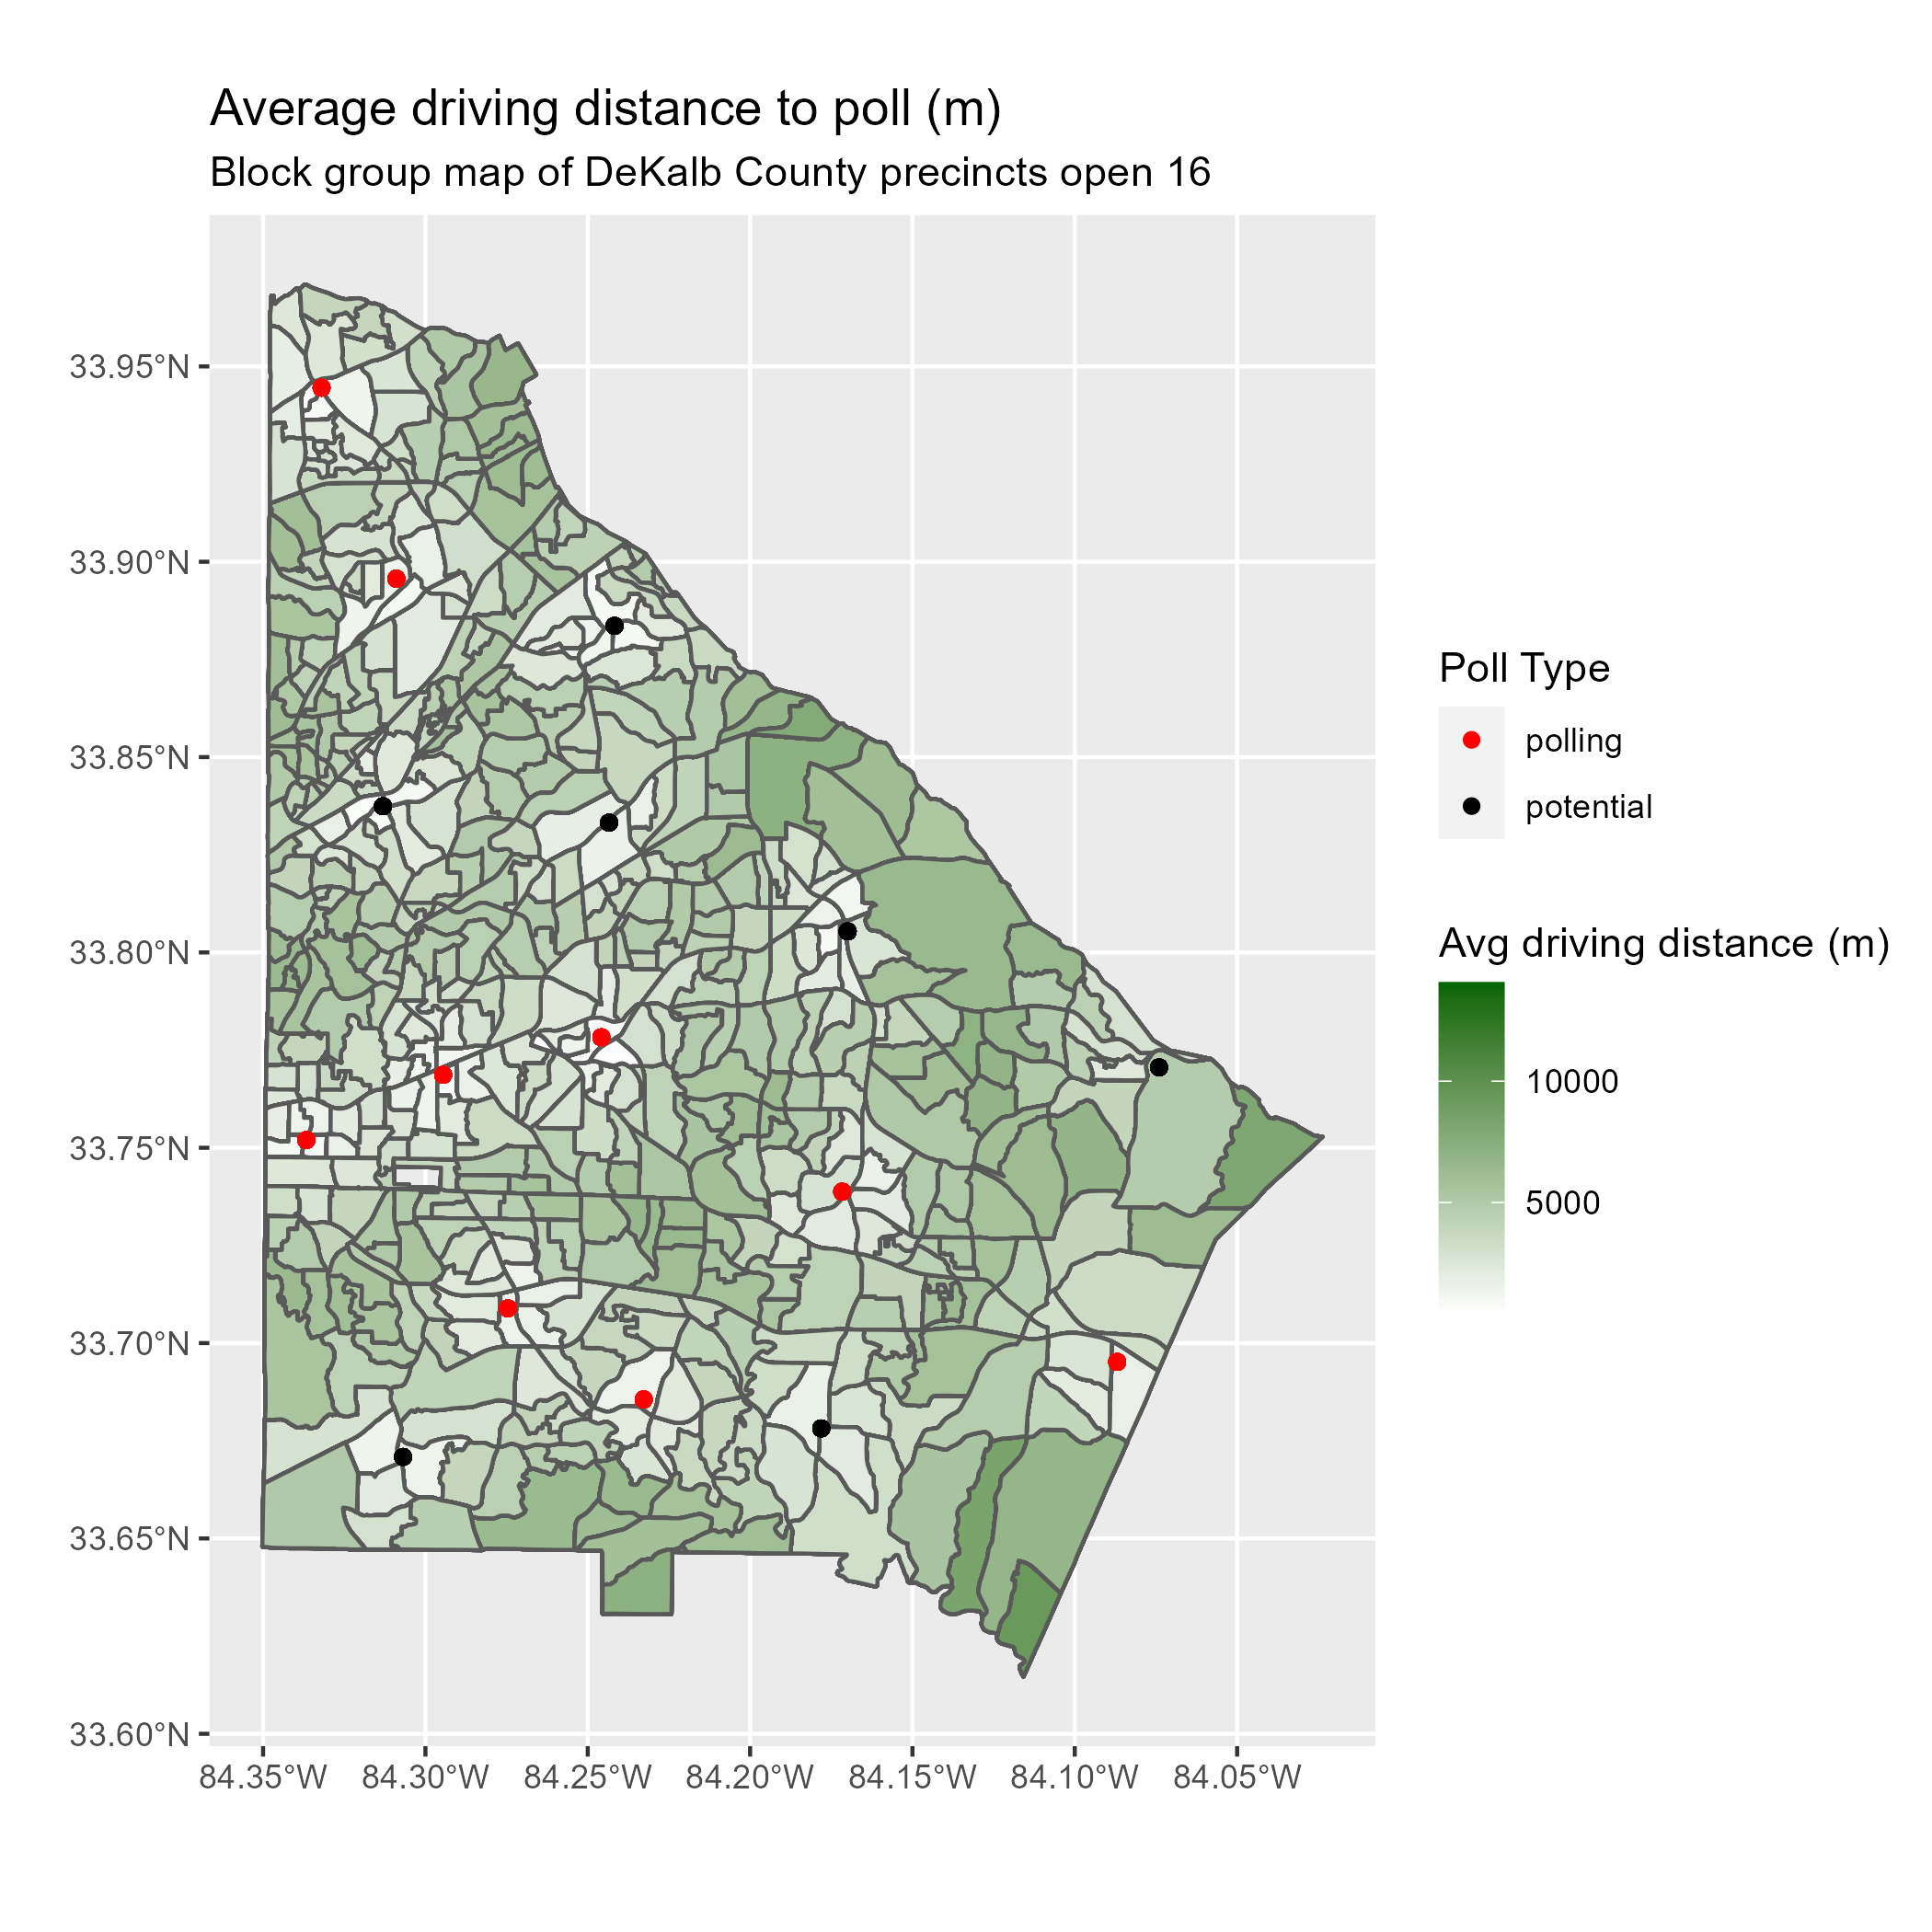 Average driving distance to poll (m)
Block group map of DeKalb County precincts open 16
33.95°N
33.90°N
33.85°N
33.80°N
33.75°N
33.70°N
33.65°N
33.60°N
84.35°W 84.30°W 84.25°W 84.20°W 84.15°W 84.10°W 84.05°W
Poll Type
polling
potential
Avg driving distance (m)
10000
5000